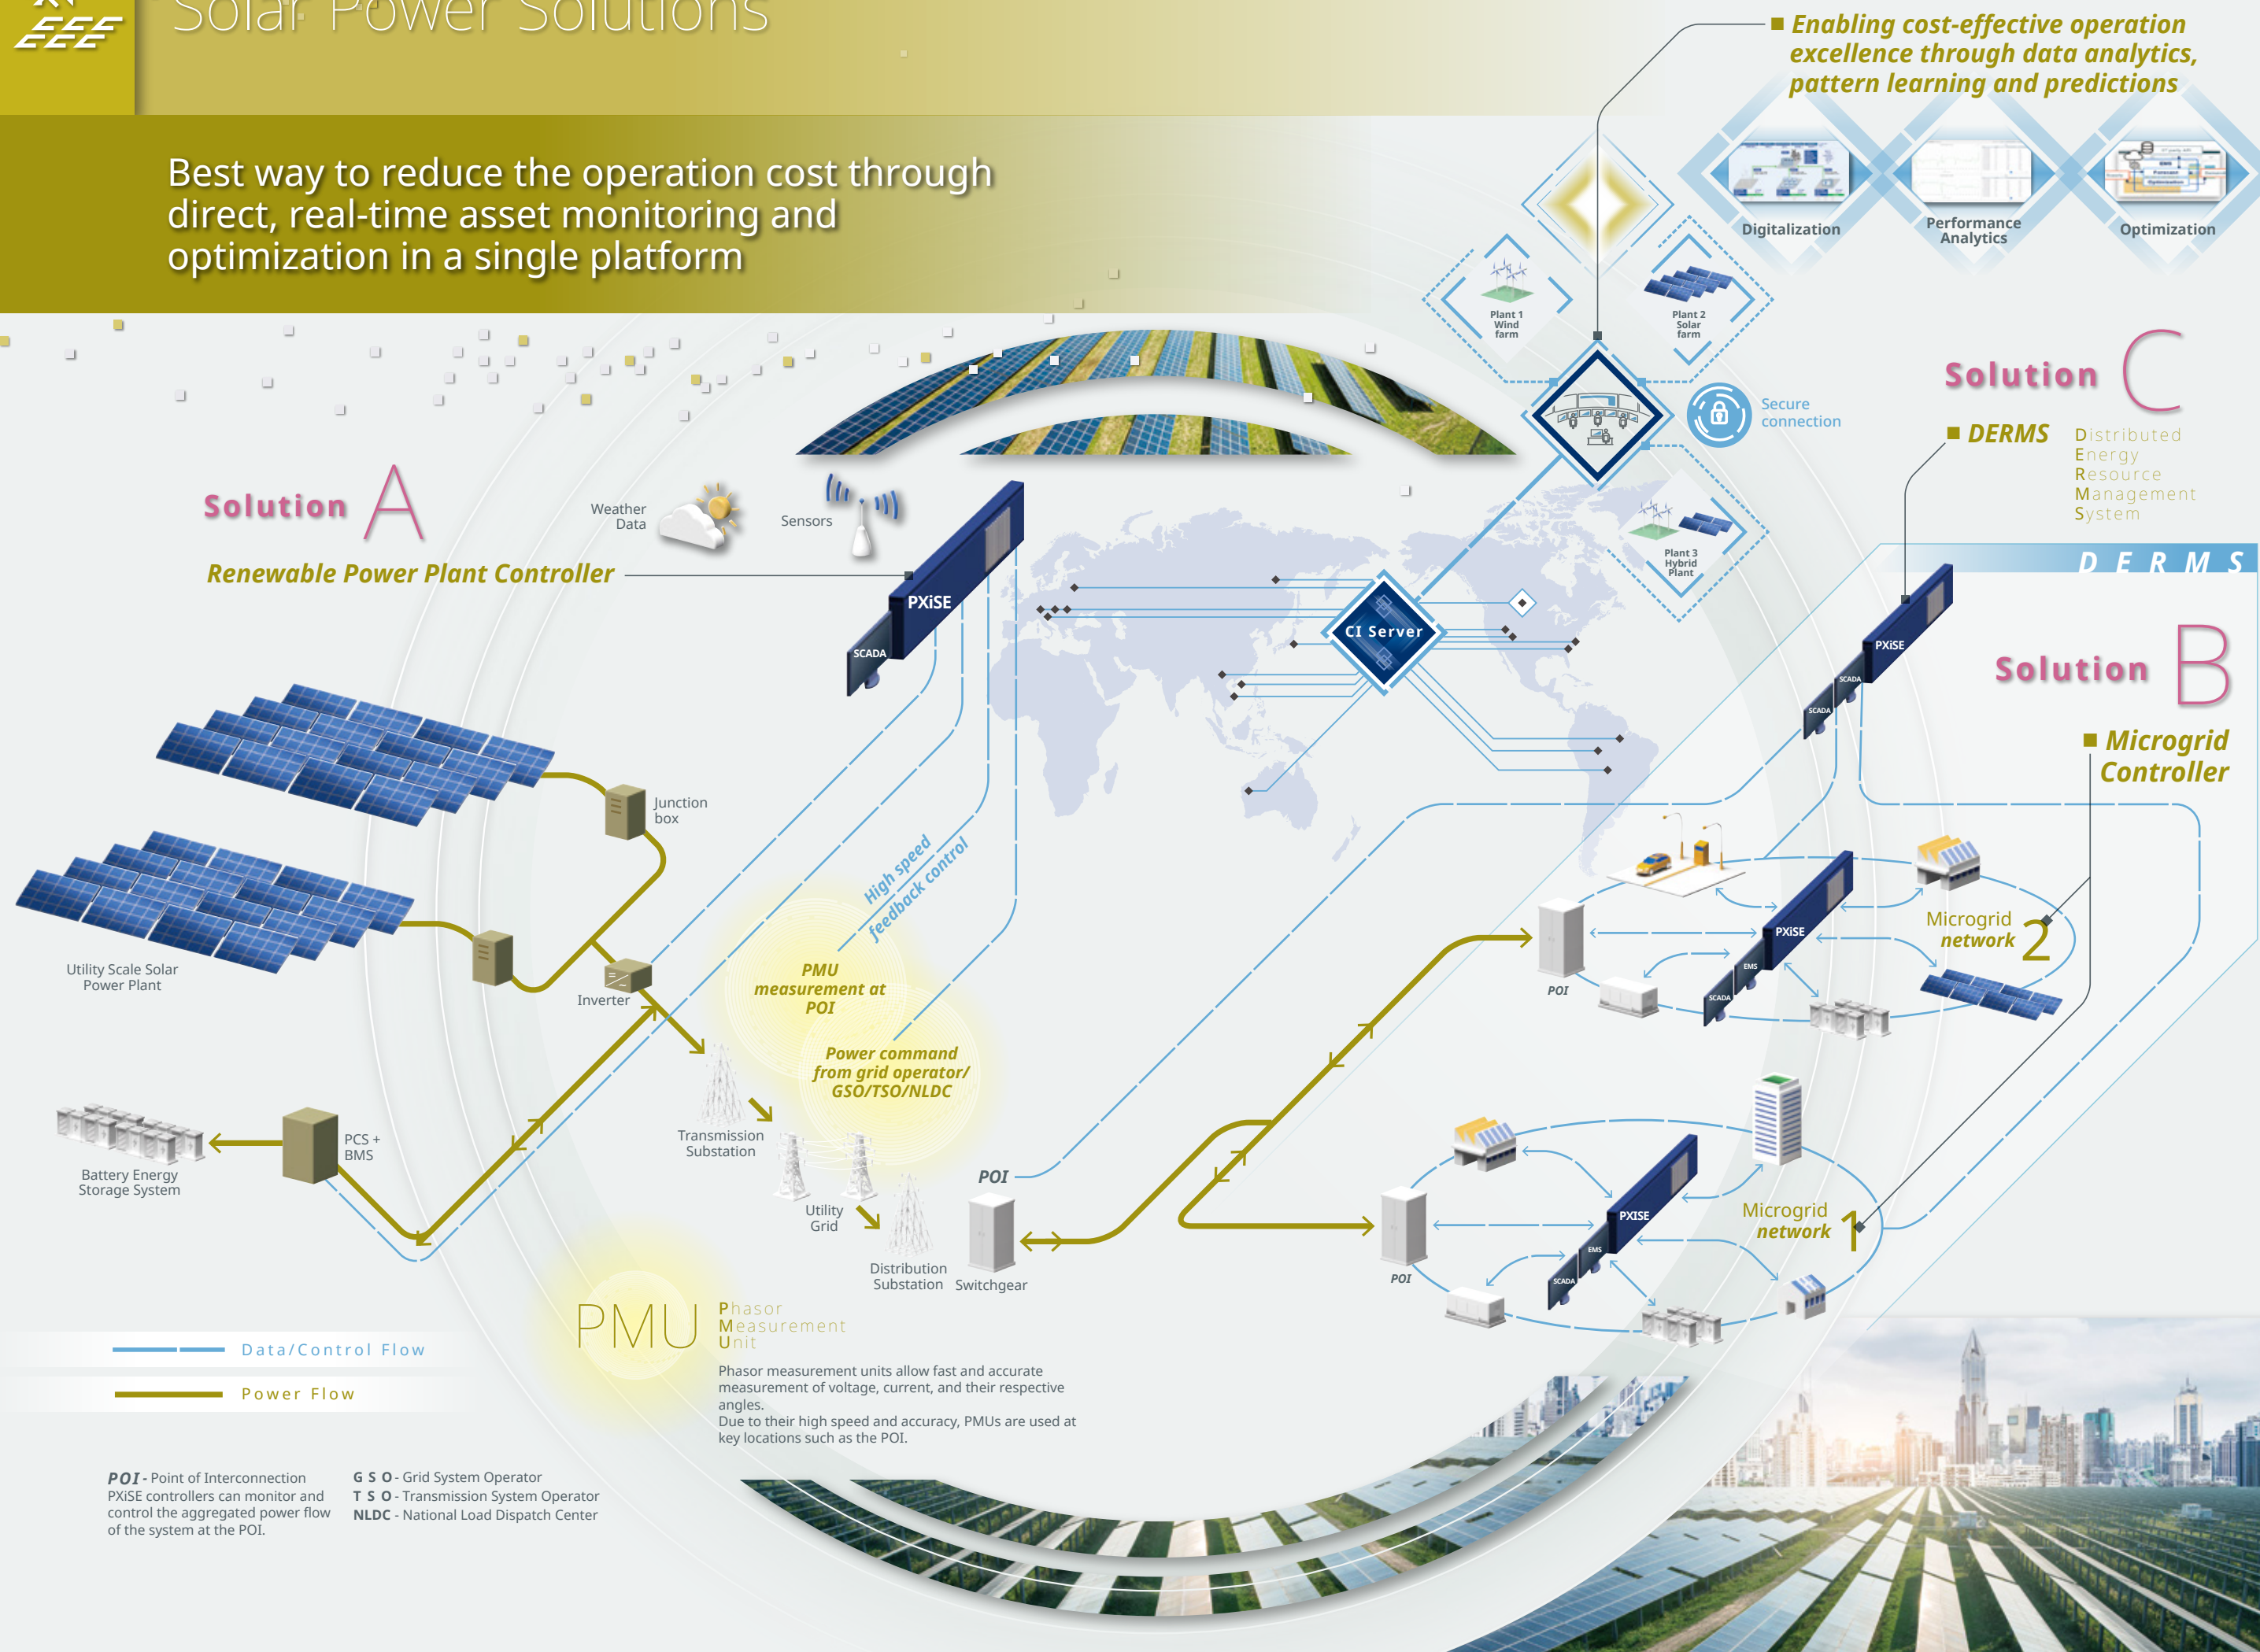 Solar Power Solutions
Best way to reduce the operation cost through
direct, real-time asset monitoring and
optimization in a single platform
Enabling cost-effective operation
excellence through data analytics,
pattern learning and predictions
Digitalization
Performance
Analytics
Optimization
Plant 1
Wind
farm
Plant 2
Solar
farm
Secure
connection
Plant 3
Hybrid
Plant
CI Server
Solution A
Renewable Power Plant Controller
Weather
Data
Sensors
PXiSE
SCADA
Solution C
DERMS
Distributed
Energy
Resource
Management
System
DERMS
PXiSE
SCADA
SCADA
Solution B
Microgrid
Controller
Junction
box
Utility Scale Solar
Power Plant
Inverter
High speed
feedback control
PMU
measurement at
POI
Power command
from grid operator/
GSO/TSO/NLDC
Battery Energy
Storage System
PCS +
BMS
Transmission
Substation
Utility
Grid
Distribution
Substation
POI
Switchgear
POI
PXiSE
EMS
SCADA
Microgrid
network 2
POI
PXISE
EMS
SCADA
Microgrid
network 1
PMU
Phasor
Measurement
Unit
Phasor measurement units allow fast and accurate
measurement of voltage, current, and their respective
angles.
Due to their high speed and accuracy, PMUs are used at
key locations such as the POI.
Data/Control Flow
Power Flow
POI - Point of Interconnection
PXiSE controllers can monitor and
control the aggregated power flow
of the system at the POI.
GSO - Grid System Operator
TSO - Transmission System Operator
NLDC - National Load Dispatch Center